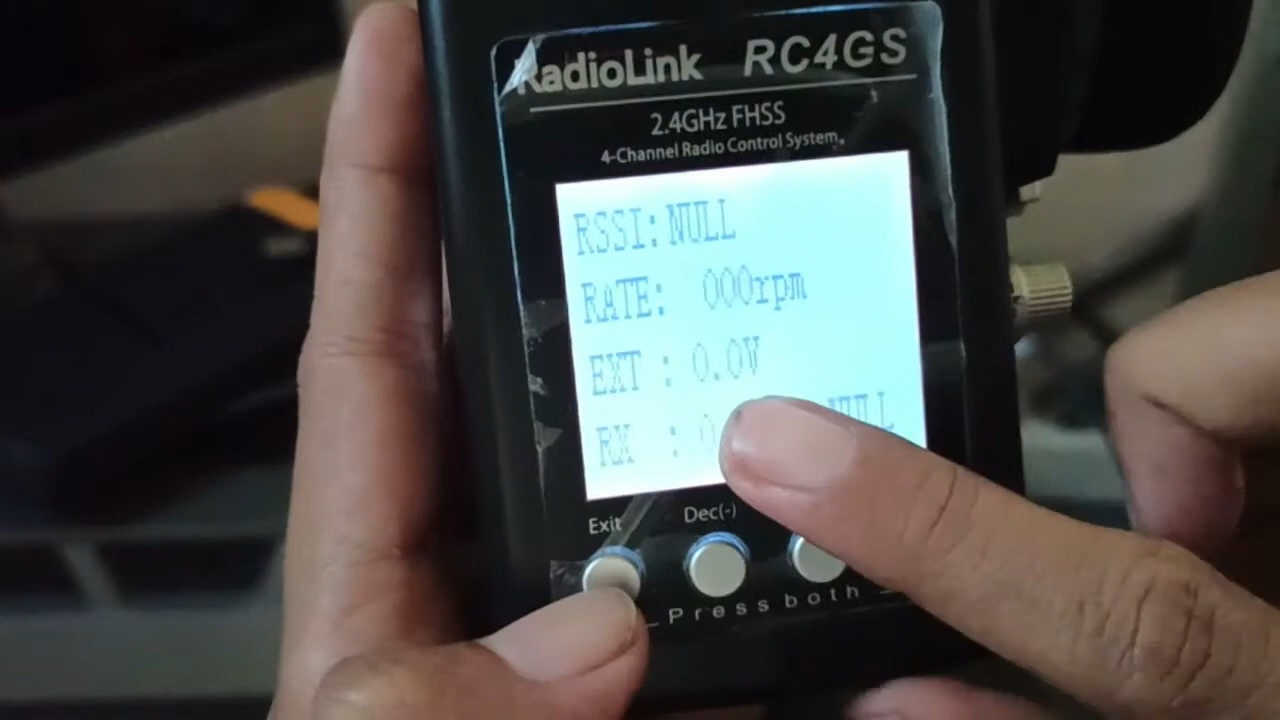 RadioLink RC4GS
2.4GHz FHSS
4-Channel Radio Control System
RSSI: NULL
RATE: 000rpm
EXT : 0.0V
RX : NULL
Exit Dec(-)
Press both